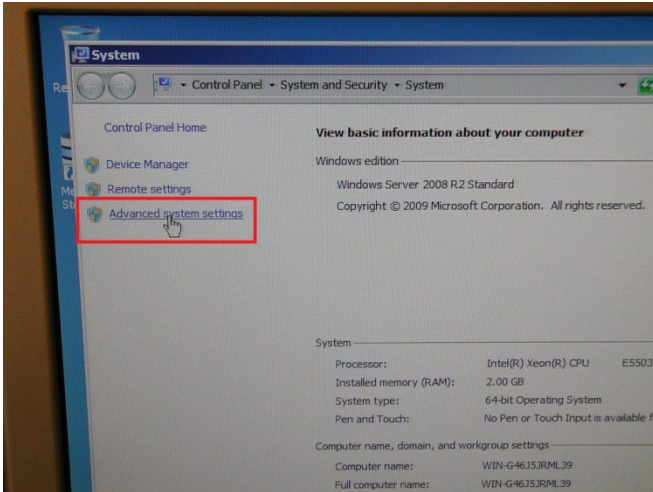 Re
Me
St
System
Control Panel System and Security System
Control Panel Home
Device Manager
Remote settings
Advanced system settings
View basic information about your computer
Windows edition
Windows Server 2008 R2 Standard
Copyright © 2009 Microsoft Corporation. All rights reserved.
System
Processor: Intel(R) Xeon(R) CPU E5503
Installed memory (RAM): 2.00 GB
System type: 64-bit Operating System
Pen and Touch: No Pen or Touch Input is available f
Computer name, domain, and workgroup settings
Computer name: WIN-G46J5JRML39
Full computer name: WIN-G46J5JRML39